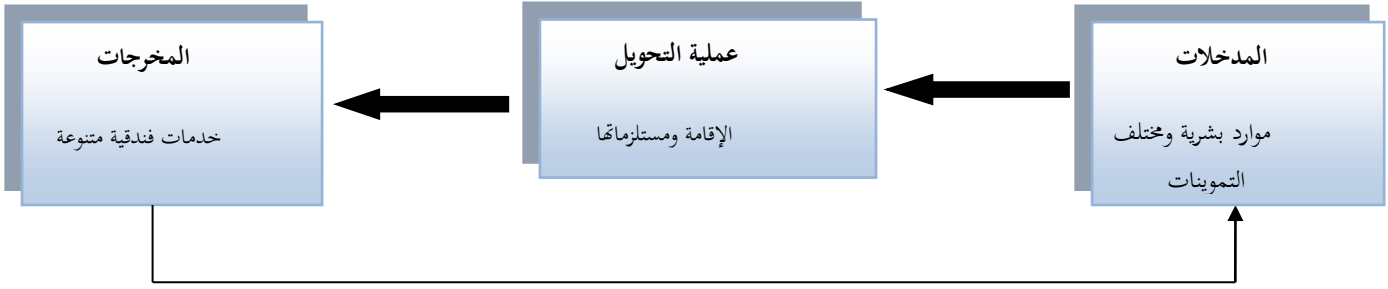 المدخلات
موارد بشرية ومختلف
التموينات
عملية التحويل
الإقامة ومستلزماتها
المخرجات
خدمات فندقية متنوعة